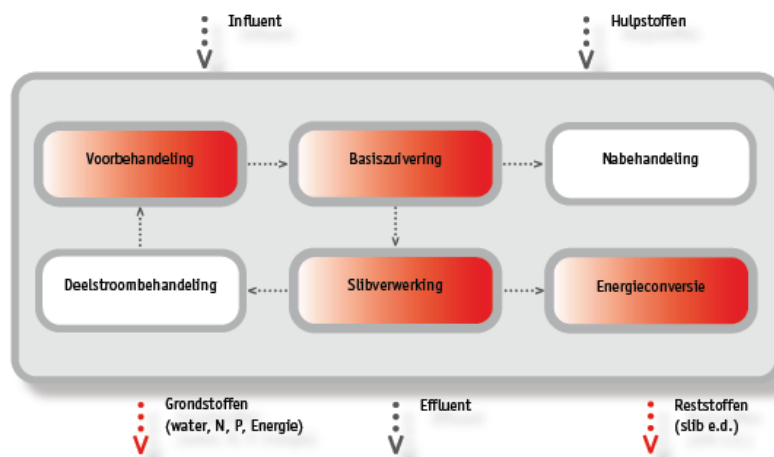 Influent
Hulpstoffen
Voorbehandeling
Basiszuivering
Nabehandeling
Deelstroombehandeling
Slibverwerking
Energieconversie
Grondstoffen
(water, N, P, Energie)
Effluent
Reststoffen
(slib e.d.)